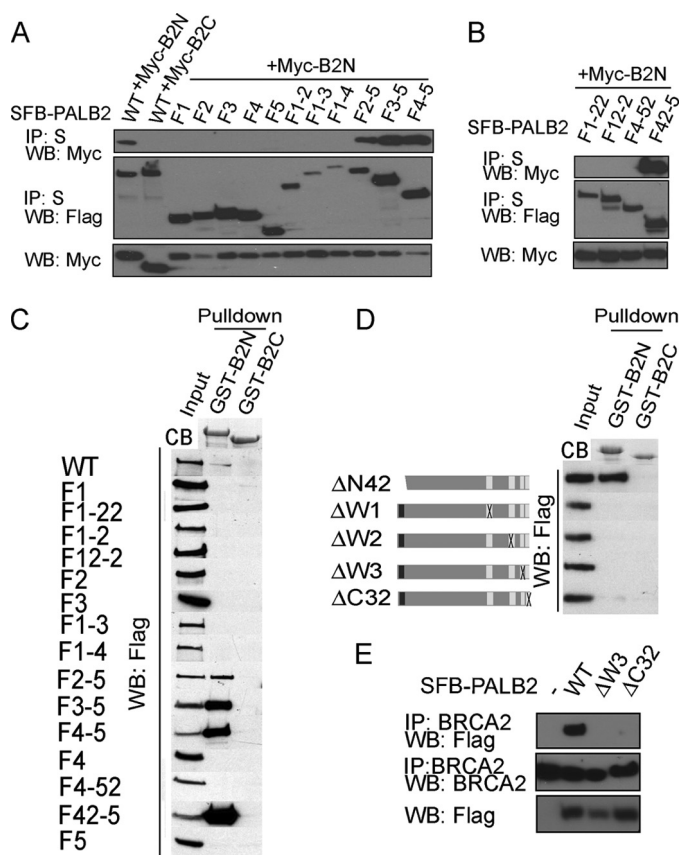 A
WT +Myc-B2N
WT +Myc-B2C
+Myc-B2N
SFB-PALB2
F1
F2
F3
F4
F5
F1-2
F1-3
F1-4
F2-5
F3-5
F4-5
IP: S
WB: Myc
IP: S
WB: Flag
WB: Myc
B
+Myc-B2N
SFB-PALB2
F1-22
F12-2
F4-52
F42-5
IP: S
WB: Myc
IP: S
WB: Flag
WB: Myc
C
Pulldown
Input
GST-B2N
GST-B2C
CB
WB: Flag
WT
F1
F1-22
F1-2
F12-2
F2
F3
F1-3
F1-4
F2-5
F3-5
F4-5
F4
F4-52
F42-5
F5
D
Pulldown
Input
GST-B2N
GST-B2C
CB
WB: Flag
ΔN42
ΔW1
ΔW2
ΔW3
ΔC32
E
SFB-PALB2
-
WT
ΔW3
ΔC32
IP: BRCA2
WB: Flag
IP:BRCA2
WB: BRCA2
WB: Flag